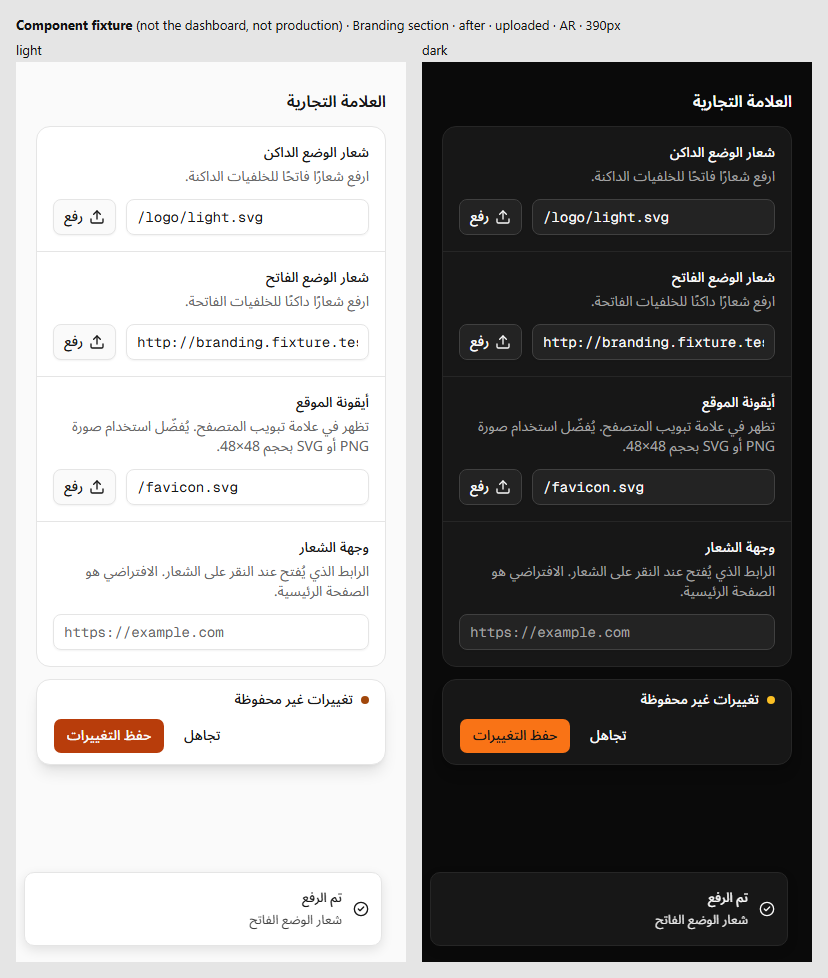 Component fixture (not the dashboard, not production) · Branding section · after · uploaded · AR · 390px
light
العلامة التجارية
شعار الوضع الداكن
ارفع شعارًا فاتحًا للخلفيات الداكنة.
/logo/light.svg
رفع
شعار الوضع الفاتح
ارفع شعارًا داكنًا للخلفيات الفاتحة.
http://branding.fixture.tes
رفع
أيقونة الموقع
تظهر في علامة تبويب المتصفح. يُفضّل استخدام صورة
PNG أو SVG بحجم 48×48.
/favicon.svg
رفع
وجهة الشعار
الرابط الذي يُفتح عند النقر على الشعار. الافتراضي هو
الصفحة الرئيسية.
https://example.com
تغييرات غير محفوظة
تجاهل
حفظ التغييرات
تم الرفع
شعار الوضع الفاتح
dark
العلامة التجارية
شعار الوضع الداكن
ارفع شعارًا فاتحًا للخلفيات الداكنة.
/logo/light.svg
رفع
شعار الوضع الفاتح
ارفع شعارًا داكنًا للخلفيات الفاتحة.
http://branding.fixture.tes
رفع
أيقونة الموقع
تظهر في علامة تبويب المتصفح. يُفضّل استخدام صورة
PNG أو SVG بحجم 48×48.
/favicon.svg
رفع
وجهة الشعار
الرابط الذي يُفتح عند النقر على الشعار. الافتراضي هو
الصفحة الرئيسية.
https://example.com
تغييرات غير محفوظة
تجاهل
حفظ التغييرات
تم الرفع
شعار الوضع الفاتح